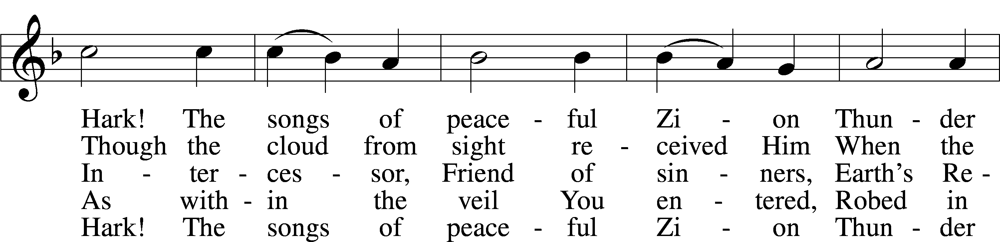 Hark! The songs of peace - ful Zi - on Thun - der
Though the cloud from sight re - ceived Him When the
In - ter - ces - sor, Friend of sin - ners, Earth’s Re -
As with - in the veil You en - tered, Robed in
Hark! The songs of peace - ful Zi - on Thun - der